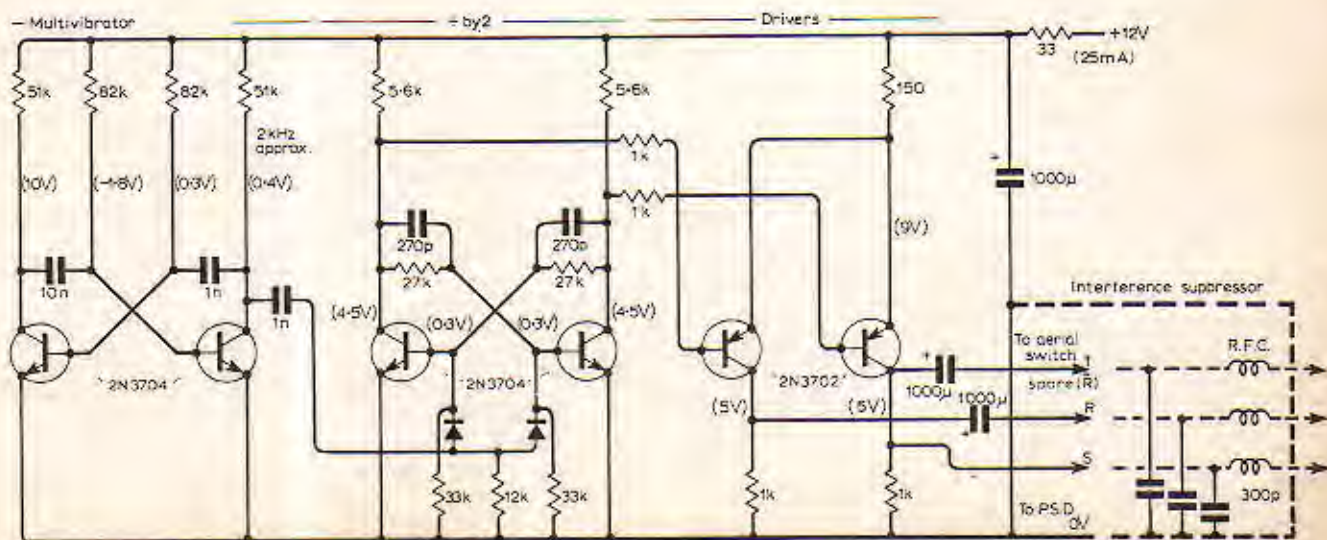 Multivibrator
÷ by 2
Drivers
33
+12V
(25mA)
51k
82k
82k
51k
5·6k
5·6k
150
2kHz
approx.
1k
1k
1000µ
(10V)
(0·3V)
(0·4V)
270p
270p
(9V)
10n
1n
1n
27k
27k
Interference suppressor
(4·5V)
(0·3V)
(0·3V)
(4·5V)
To aerial
switch
R.F.C.
"2N3704"
"2N3704"
"2N3702"
1000µ
Spare (R̄)
1000µ
R
(5V)
(5V)
S
33k
12k
33k
1k
1k
To P.S.D.
0V
300p